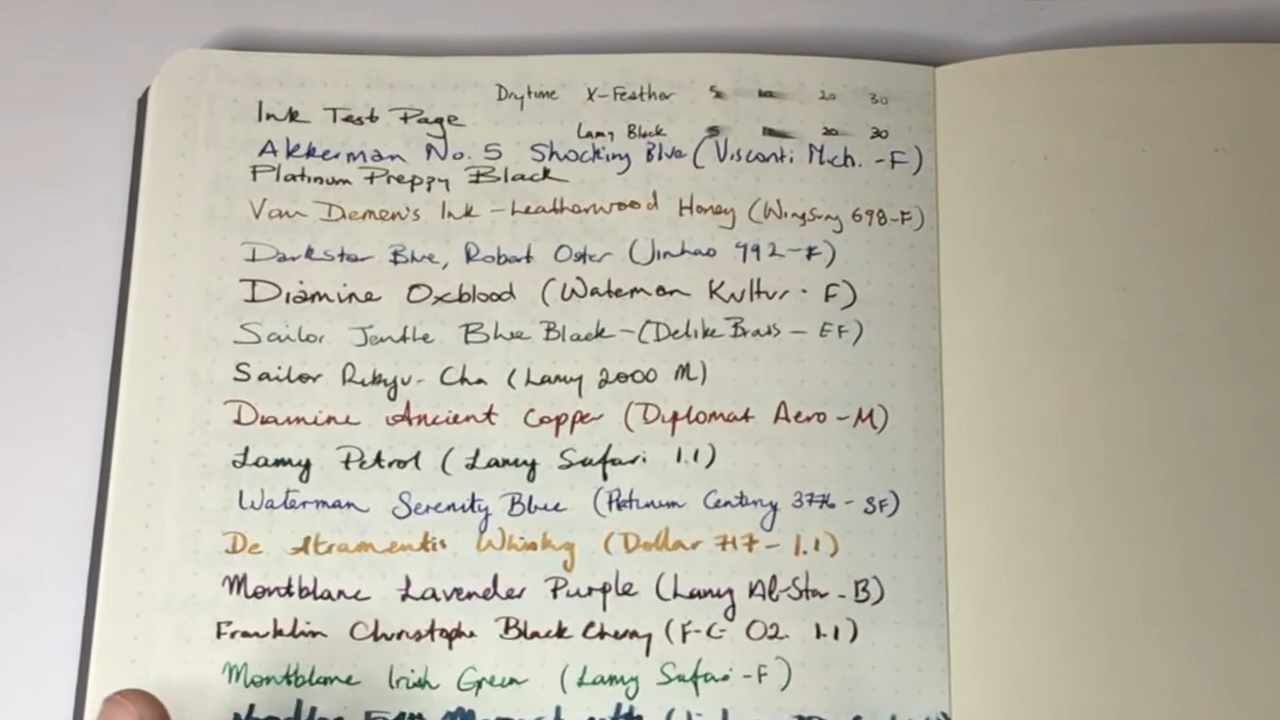 Drytime X-Feather 5 10 20 30
Ink Test Page
Lamy Black 5 10 20 30
Akkerman No. 5 Shocking Blue (Visconti Mich. -F)
Platinum Preppy Black
Van Diemen's Ink - Leatherwood Honey (WingSung 698-F)
Darkstar Blue, Robert Oster (Jinhao 992-F)
Diamine Oxblood (Waterman Kultur - F)
Sailor Jentle Blue Black - (Delike Brass - EF)
Sailor Rikyu-Cha (Lamy 2000 M)
Diamine Ancient Copper (Diplomat Aero - M)
Lamy Petrol (Lamy Safari 1.1)
Waterman Serenity Blue (Platinum Century 3776 - SF)
De Atramentis Whisky (Dollar 717 - 1.1)
Montblanc Lavender Purple (Lamy Al-Star - B)
Franklin Christoph Black Cherry (F-C 02 1.1)
Montblanc Irish Green (Lamy Safari - F)